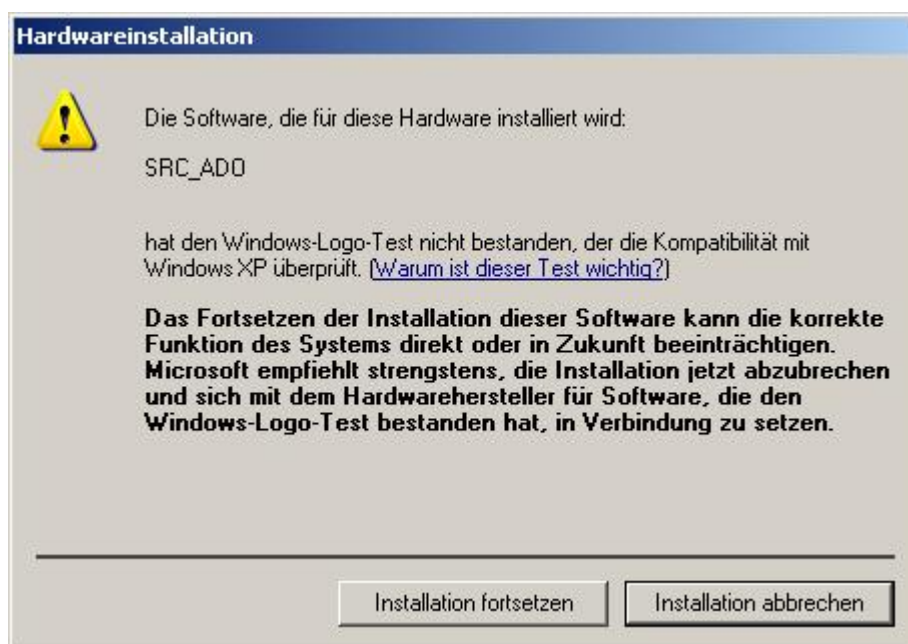 Hardwareinstallation
Die Software, die für diese Hardware installiert wird:
SRC_ADO
hat den Windows-Logo-Test nicht bestanden, der die Kompatibilität mit
Windows XP überprüft. (Warum ist dieser Test wichtig?)
Das Fortsetzen der Installation dieser Software kann die korrekte
Funktion des Systems direkt oder in Zukunft beeinträchtigen.
Microsoft empfiehlt strengstens, die Installation jetzt abzubrechen
und sich mit dem Hardwarehersteller für Software, die den
Windows-Logo-Test bestanden hat, in Verbindung zu setzen.
Installation fortsetzen
Installation abbrechen